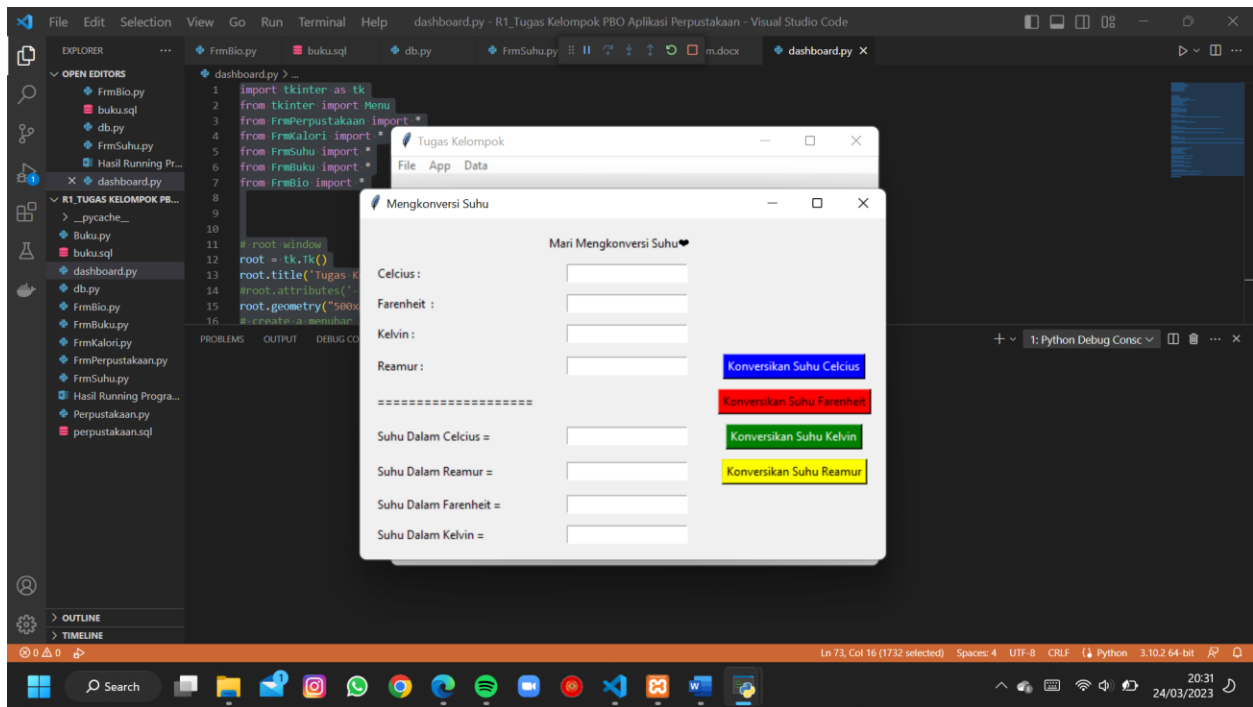 File Edit Selection View Go Run Terminal Help dashboard.py - R1_Tugas Kelompok PBO Aplikasi Perpustakaan - Visual Studio Code
EXPLORER ...
FrmBio.py buku.sql db.py FrmSuhu.py m.docx dashboard.py
OPEN EDITORS
FrmBio.py
buku.sql
db.py
FrmSuhu.py
Hasil Running Pr...
dashboard.py
R1_TUGAS KELOMPOK PB...
__pycache__
Buku.py
buku.sql
dashboard.py
db.py
FrmBio.py
FrmBuku.py
FrmKalori.py
FrmPerpustakaan.py
FrmSuhu.py
Hasil Running Progra...
Perpustakaan.py
perpustakaan.sql
OUTLINE
TIMELINE
dashboard.py > ...
1 import tkinter as tk
2 from tkinter import Menu
3 from FrmPerpustakaan import *
4 from FrmKalori import *
5 from FrmSuhu import *
6 from FrmBuku import *
7 from FrmBio import *
8
9
10
11 # root window
12 root = tk.Tk()
13 root.title('Tugas K
14 #root.attributes('-
15 root.geometry("500x
16 # create a menubar
PROBLEMS OUTPUT DEBUG CO
1: Python Debug Consc
Tugas Kelompok
File App Data
Mengkonversi Suhu
Mari Mengkonversi Suhu❤
Celcius :
Farenheit :
Kelvin :
Reamur : Konversikan Suhu Celcius
==================== Konversikan Suhu Farenheit
Suhu Dalam Celcius = Konversikan Suhu Kelvin
Suhu Dalam Reamur = Konversikan Suhu Reamur
Suhu Dalam Farenheit =
Suhu Dalam Kelvin =
0 0 Ln 73, Col 16 (1732 selected) Spaces: 4 UTF-8 CRLF Python 3.10.2 64-bit
Search
20:31
24/03/2023